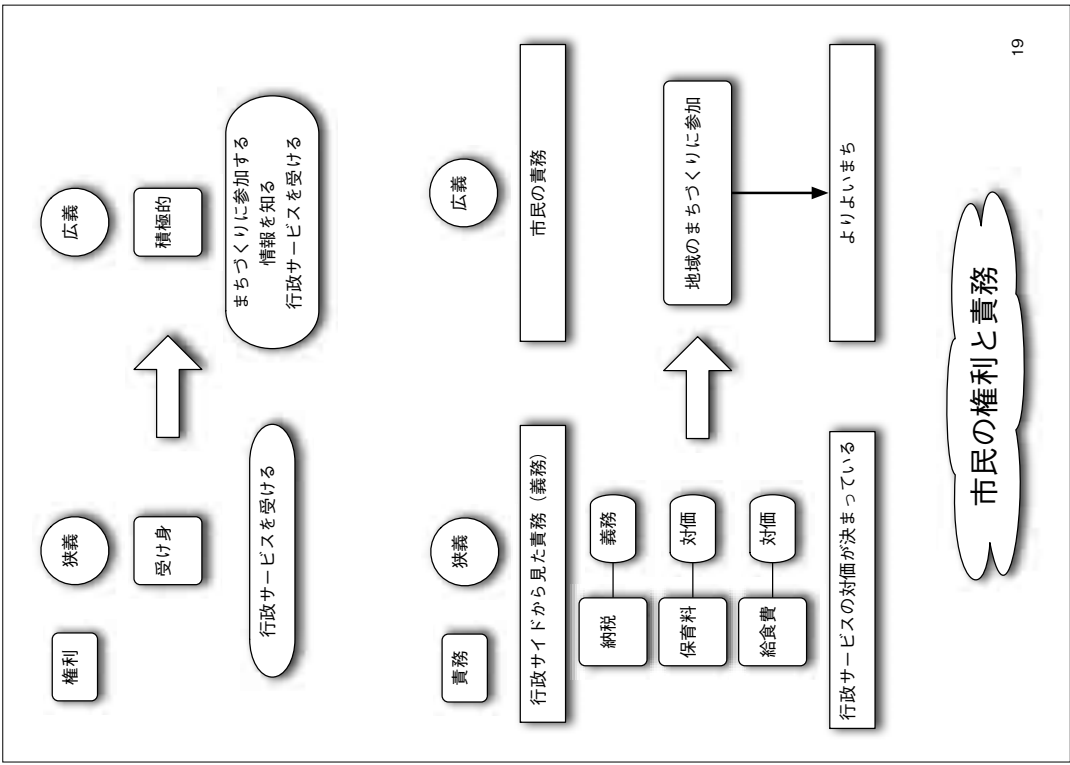 権利
狭義
広義
受け身
積極的
行政サービスを受ける
まちづくりに参加する
情報を知る
行政サービスを受ける
責務
狭義
広義
行政サイドから見た責務（義務）
市民の責務
納税
義務
保育料
対価
給食費
対価
地域のまちづくりに参加
行政サービスの対価が決まっている
よりよいまち
市民の権利と責務
19